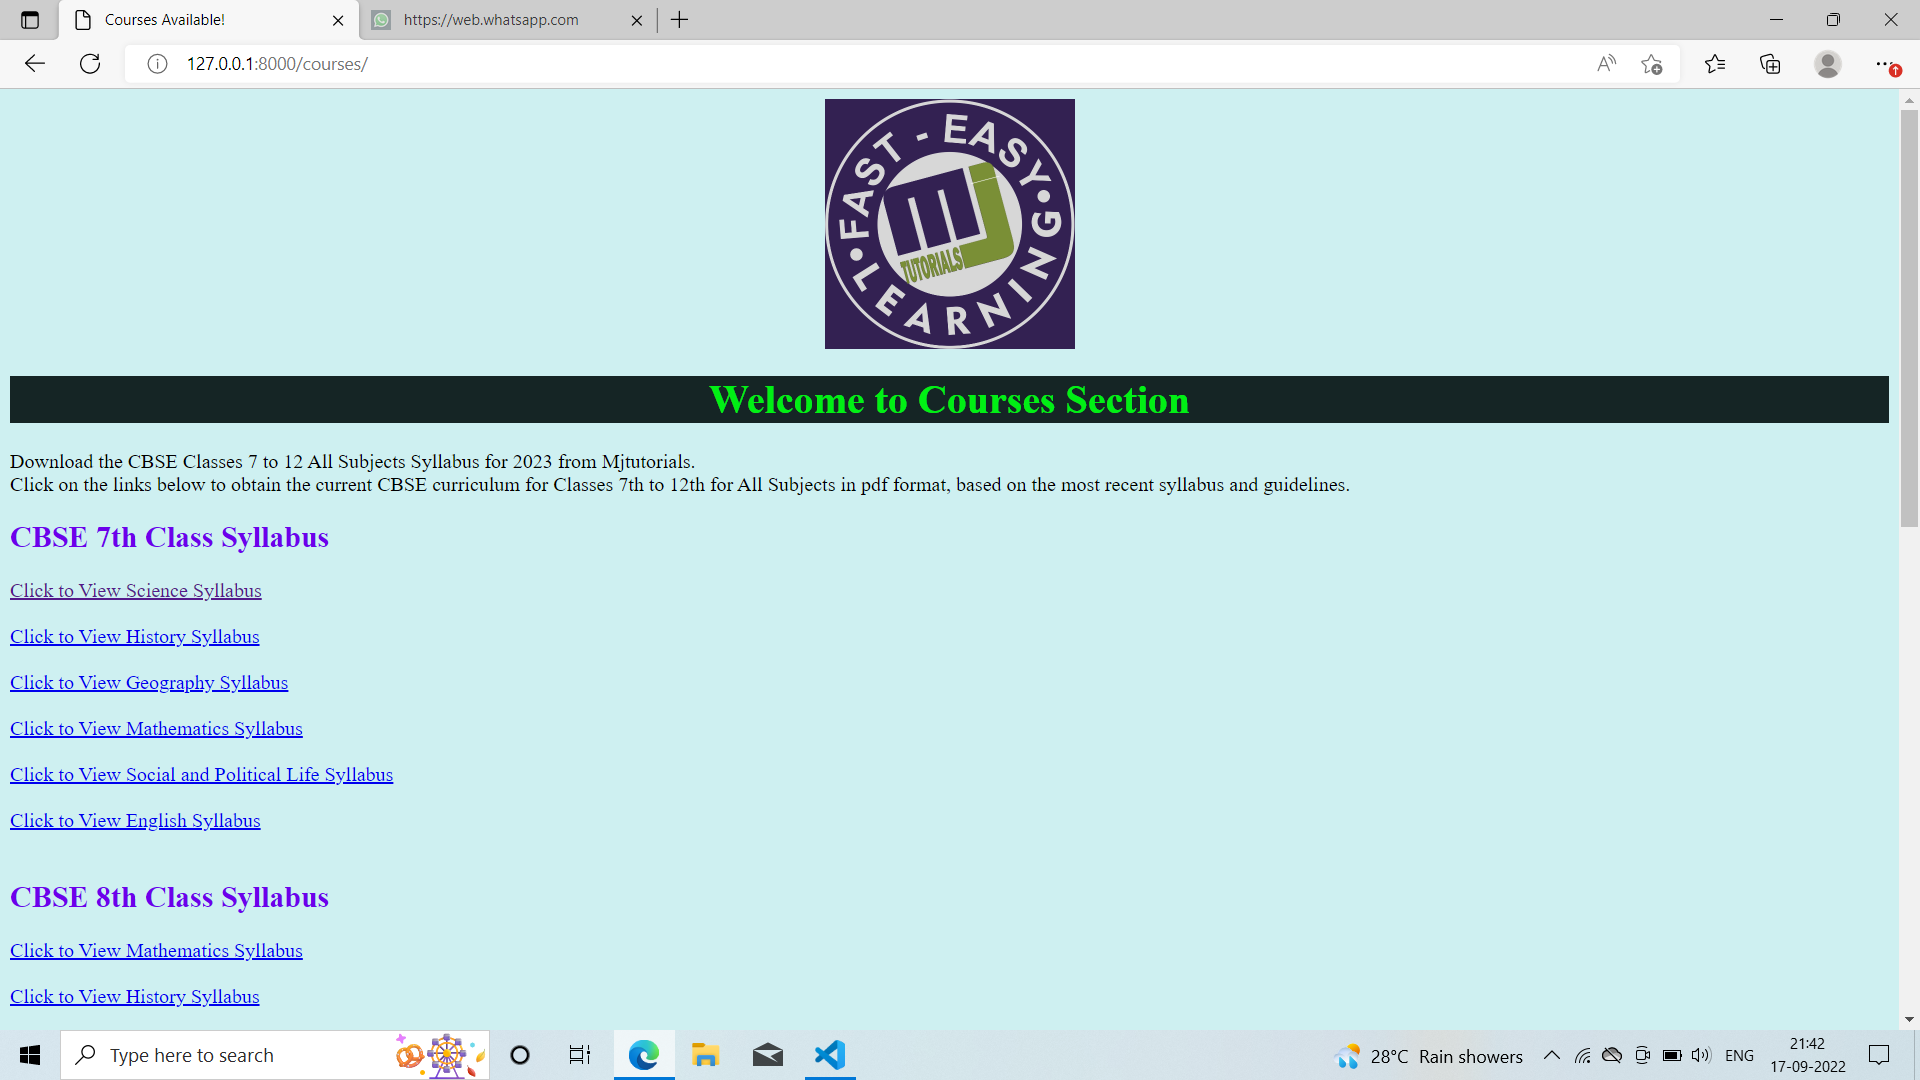 Courses Available!
https://web.whatsapp.com
127.0.0.1:8000/courses/
FAST - EASY
LEARNING
mj
TUTORIALS
Welcome to Courses Section
Download the CBSE Classes 7 to 12 All Subjects Syllabus for 2023 from Mjtutorials.
Click on the links below to obtain the current CBSE curriculum for Classes 7th to 12th for All Subjects in pdf format, based on the most recent syllabus and guidelines.
CBSE 7th Class Syllabus
Click to View Science Syllabus
Click to View History Syllabus
Click to View Geography Syllabus
Click to View Mathematics Syllabus
Click to View Social and Political Life Syllabus
Click to View English Syllabus
CBSE 8th Class Syllabus
Click to View Mathematics Syllabus
Click to View History Syllabus
Type here to search
28°C Rain showers
ENG
21:42
17-09-2022